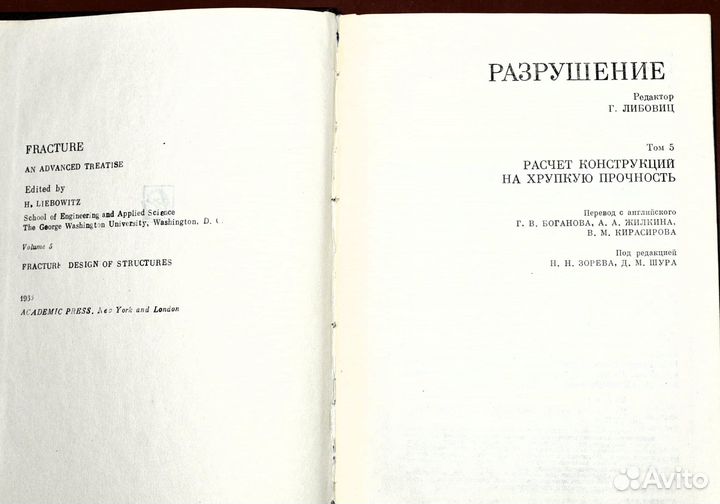 FRACTURE
AN ADVANCED TREATISE
Edited by
H. LIEBOWITZ
School of Engineering and Applied Science
The George Washington University, Washington, D. C.
Volume 5
FRACTURE DESIGN OF STRUCTURES
ACADEMIC PRESS. New York and London
РАЗРУШЕНИЕ
Редактор
Г. ЛИБОВИЦ
Том 5
РАСЧЕТ КОНСТРУКЦИЙ
НА ХРУПКУЮ ПРОЧНОСТЬ
Перевод с английского
Г. В. БОГАНОВА, А. А. ЖИЛКИНА,
В. М. КИРАСИРОВА
Под редакцией
Н. Н. ЗОРЕВА, Д. М. ШУРА
Avito